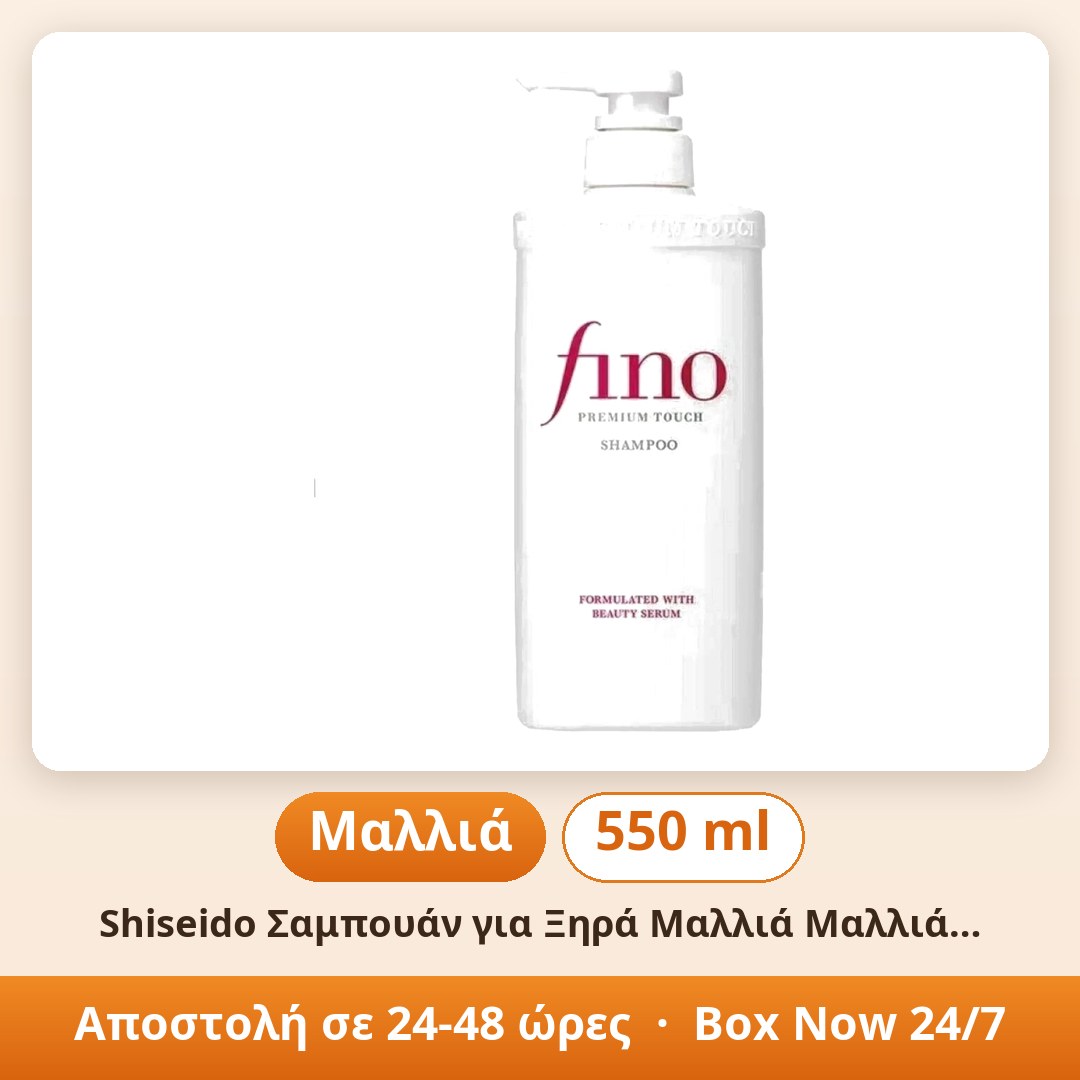 TOUCH
fino
PREMIUM TOUCH
SHAMPOO
FORMULATED WITH
BEAUTY SERUM
Μαλλιά
550 ml
Shiseido Σαμπουάν για Ξηρά Μαλλιά Μαλλιά...
Αποστολή σε 24-48 ώρες · Box Now 24/7